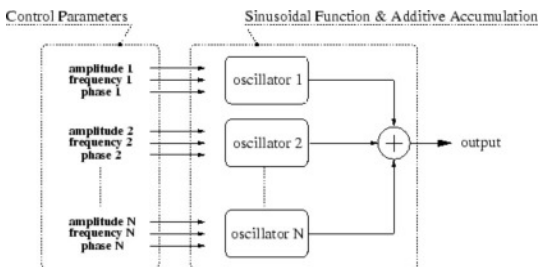 Control Parameters
Sinusoidal Function & Additive Accumulation
amplitude 1
frequency 1
phase 1
oscillator 1
amplitude 2
frequency 2
phase 2
oscillator 2
+
output
amplitude N
frequency N
phase N
oscillator N